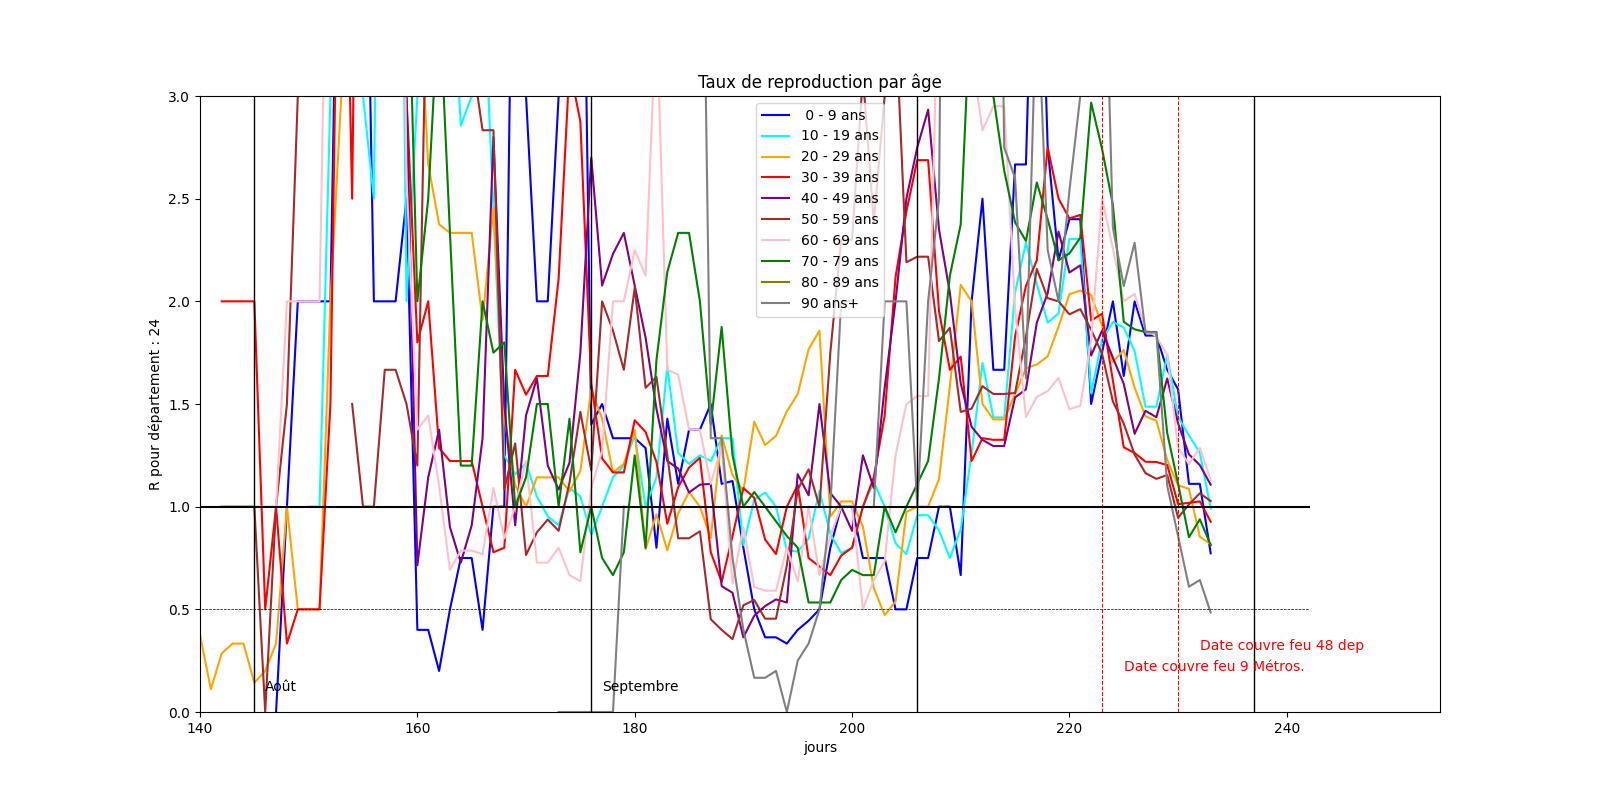 Taux de reproduction par âge
3.0
2.5
2.0
1.5
1.0
0.5
0.0
R pour département : 24
0 - 9 ans
10 - 19 ans
20 - 29 ans
30 - 39 ans
40 - 49 ans
50 - 59 ans
60 - 69 ans
70 - 79 ans
80 - 89 ans
90 ans+
Date couvre feu 48 dep
Date couvre feu 9 Métros.
Août
Septembre
140
160
180
200
220
240
jours